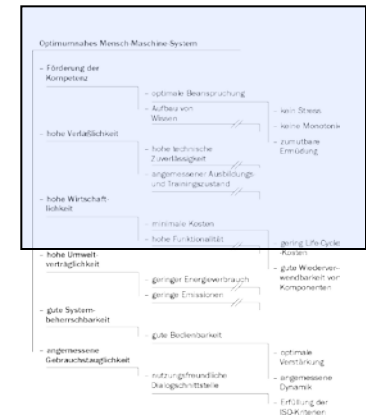 Optimumnahes Mensch-Maschine-System
- Förderung der
Kompetenz
- optimale Beanspruchung
- Aufbau von
Wissen
- kein Stress
- keine Monotonie
- zumutbare
Ermüdung
- hohe Verläßlichkeit
- hohe technische
Zuverlässigkeit
- angemessener Ausbildungs-
und Trainingszustand
- hohe Wirtschaft-
lichkeit
- minimale Kosten
- hohe Funktionalität
- gering Life-Cycle
-Kosten
- gute Wiederver-
wendbarkeit von
Komponenten
- hohe Umwelt-
verträglichkeit
- geringer Energieverbrauch
- geringe Emissionen
- gute System-
beherrschbarkeit
- gute Bedienbarkeit
- optimale
Verstärkung
- angemessene
Dynamik
- angemessene
Gebrauchstauglichkeit
- nutzungsfreundliche
Dialogschnittstelle
- Erfüllung der
ISO-Kriterien